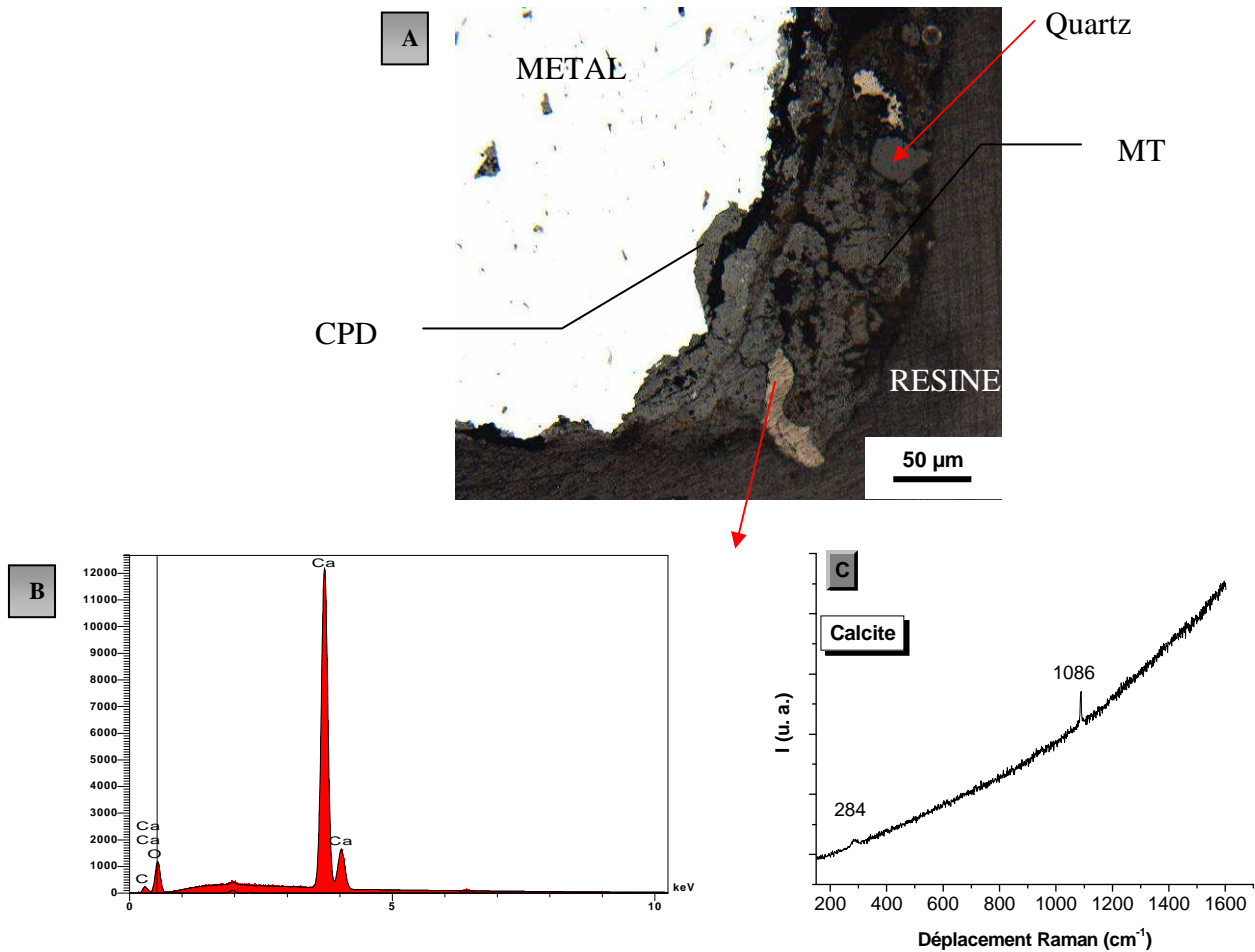 A
METAL
Quartz
MT
CPD
RESINE
50 µm
B
12000
11000
10000
9000
8000
7000
6000
5000
4000
3000
2000
1000
0
Ca
Ca
Ca
Ca
O
C
0
5
10
keV
C
Calcite
1086
284
I (u. a.)
200 400 600 800 1000 1200 1400 1600
Déplacement Raman (cm⁻¹)